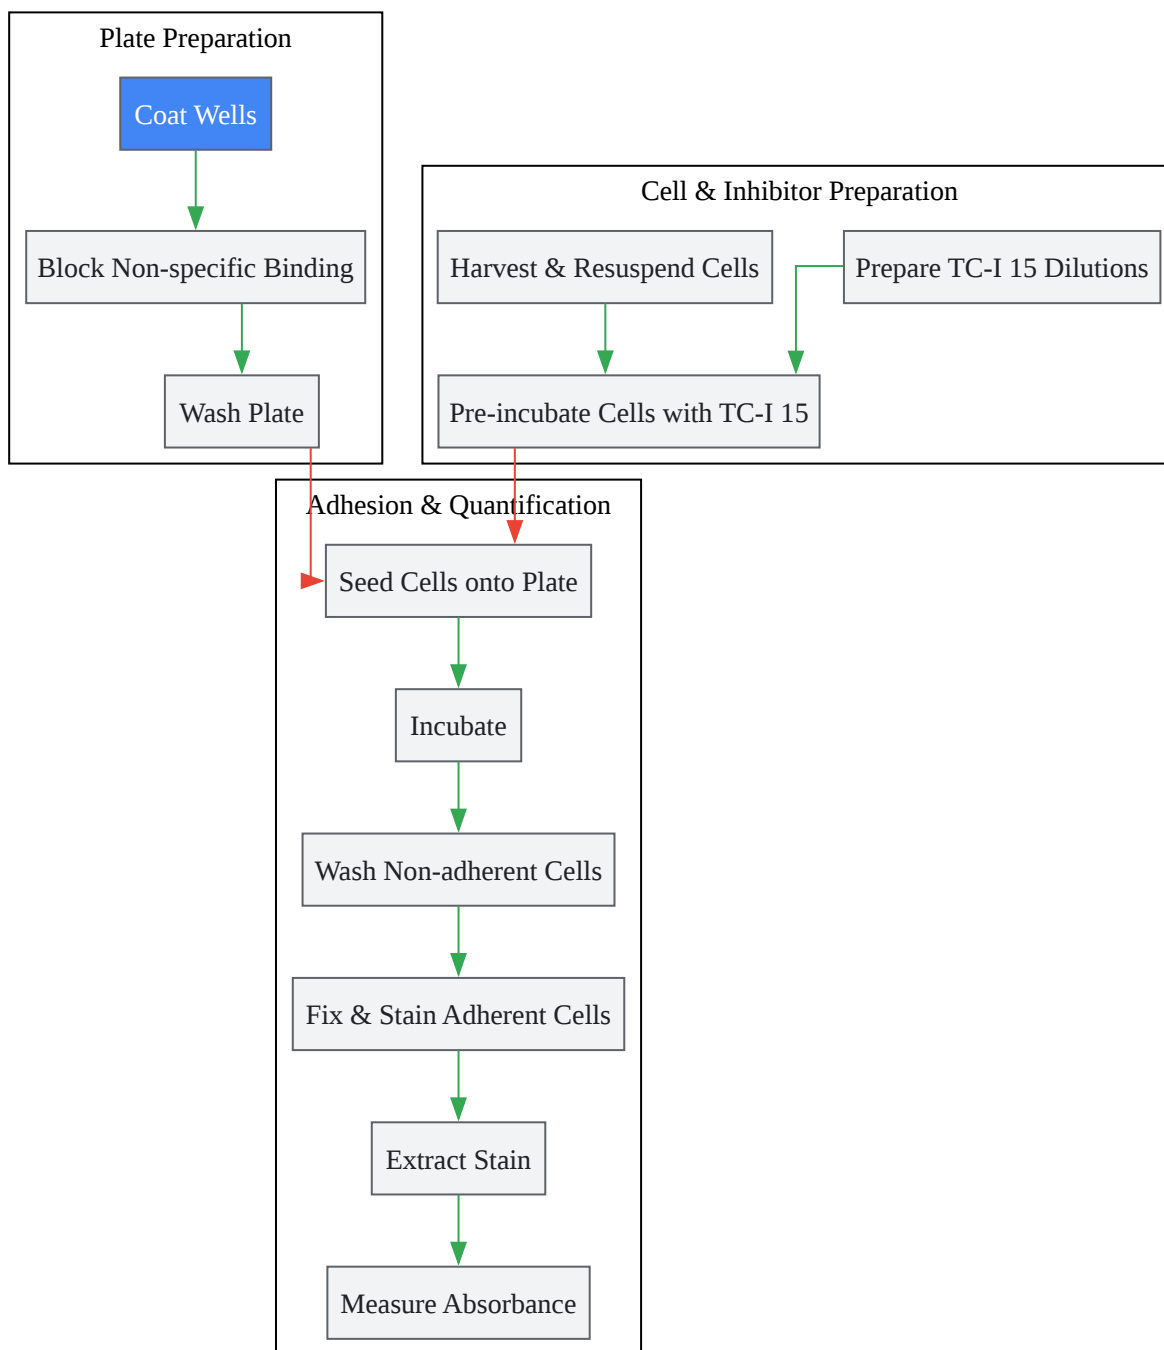 Plate Preparation
Coat Wells
Block Non-specific Binding
Wash Plate
Cell & Inhibitor Preparation
Harvest & Resuspend Cells
Prepare TC-I 15 Dilutions
Pre-incubate Cells with TC-I 15
Adhesion & Quantification
Seed Cells onto Plate
Incubate
Wash Non-adherent Cells
Fix & Stain Adherent Cells
Extract Stain
Measure Absorbance